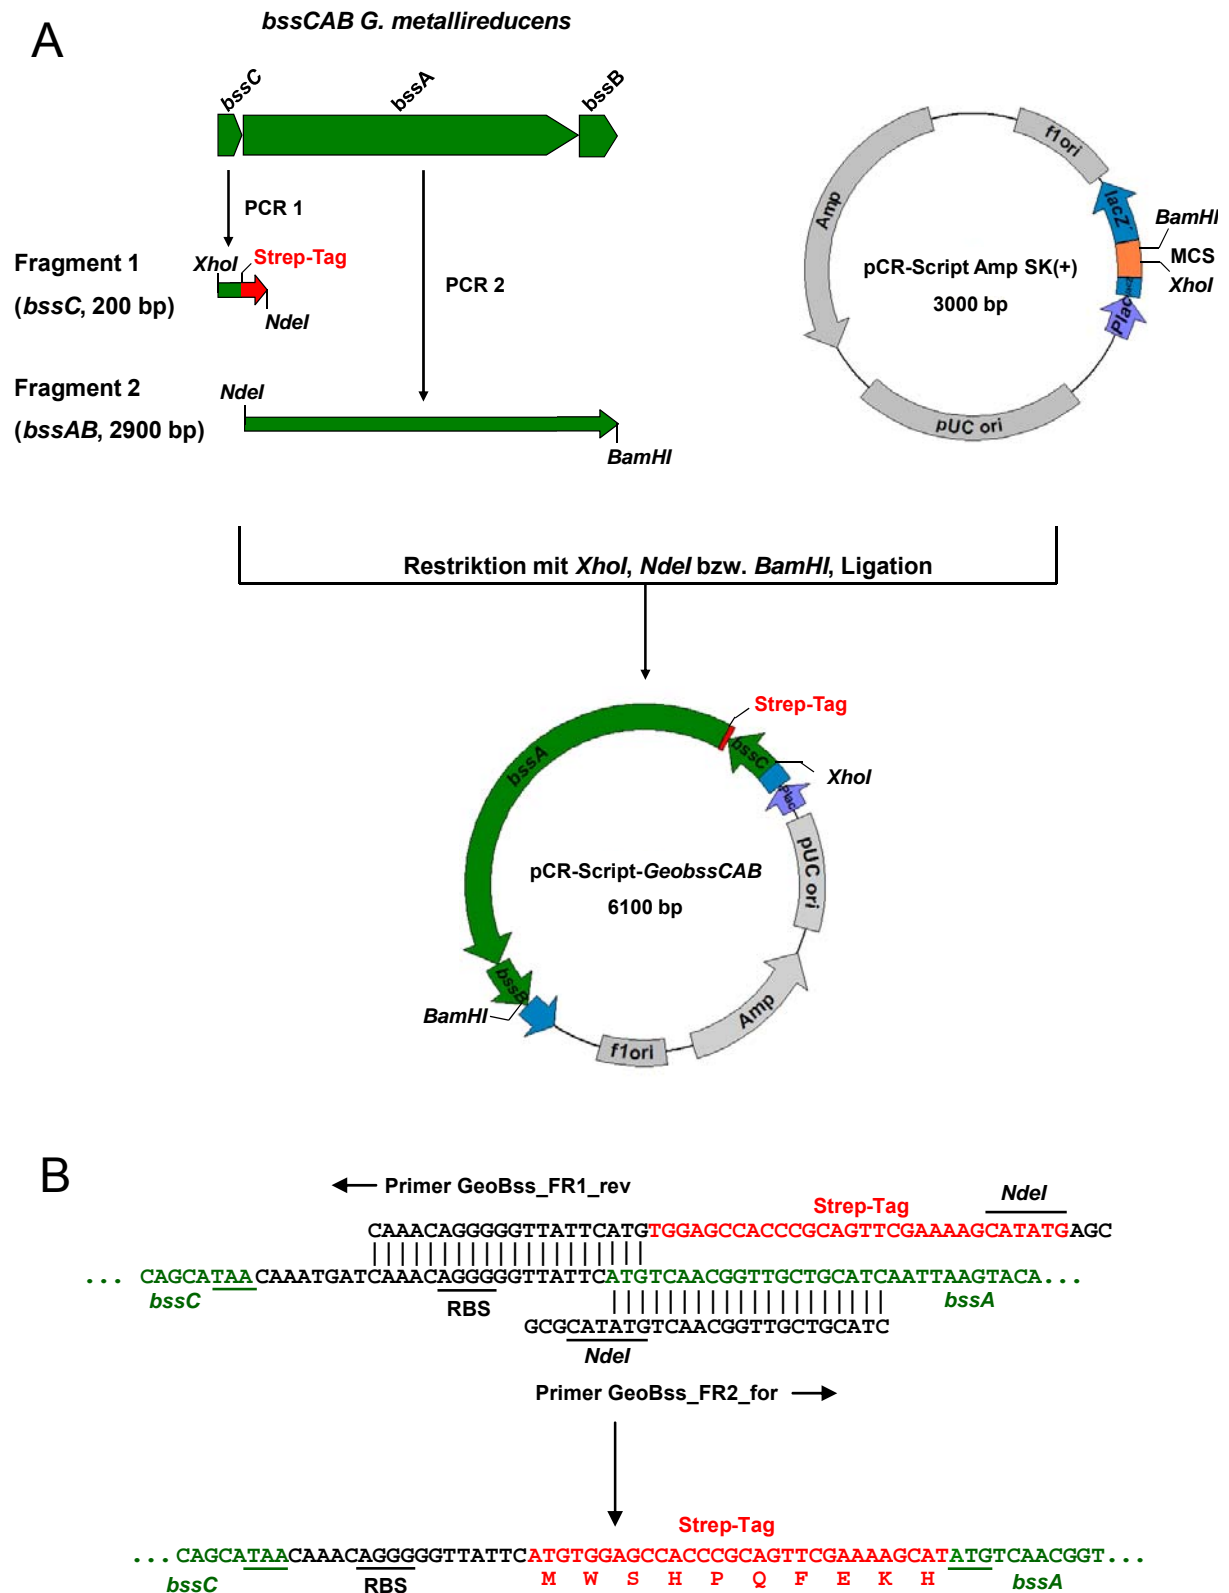 A
bssCAB G. metallireducens
bssC
bssA
bssB
PCR 1
PCR 2
Fragment 1
(bssC, 200 bp)
XhoI
Strep-Tag
NdeI
Fragment 2
(bssAB, 2900 bp)
NdeI
BamHI
Amp
f1ori
lacZ'
BamHI
MCS
XhoI
Plac
pUC ori
pCR-Script Amp SK(+)
3000 bp
Restriktion mit XhoI, NdeI bzw. BamHI, Ligation
Strep-Tag
bssA
bssC
XhoI
Plac
pUC ori
pCR-Script-GeobssCAB
6100 bp
bssB
BamHI
f1ori
Amp
B
Primer GeoBss_FR1_rev
Strep-Tag
NdeI
CAAACAGGGGGTTATTCATGTGGAGCCACCCGCAGTTCGAAAAGCATATGAGC
... CAGCATAACAAATGATCAAACAGGGGGTTATTCATGTCAACGGTTGCTGCATCAATTAAGTACA...
bssC
RBS
bssA
GCGCATATGTCAACGGTTGCTGCATC
NdeI
Primer GeoBss_FR2_for
Strep-Tag
...CAGCATAACAAACAGGGGGTTATTCATGTGGAGCCACCCGCAGTTCGAAAAGCATATGTCAACGGT...
bssC
RBS
M W S H P Q F E K H
bssA